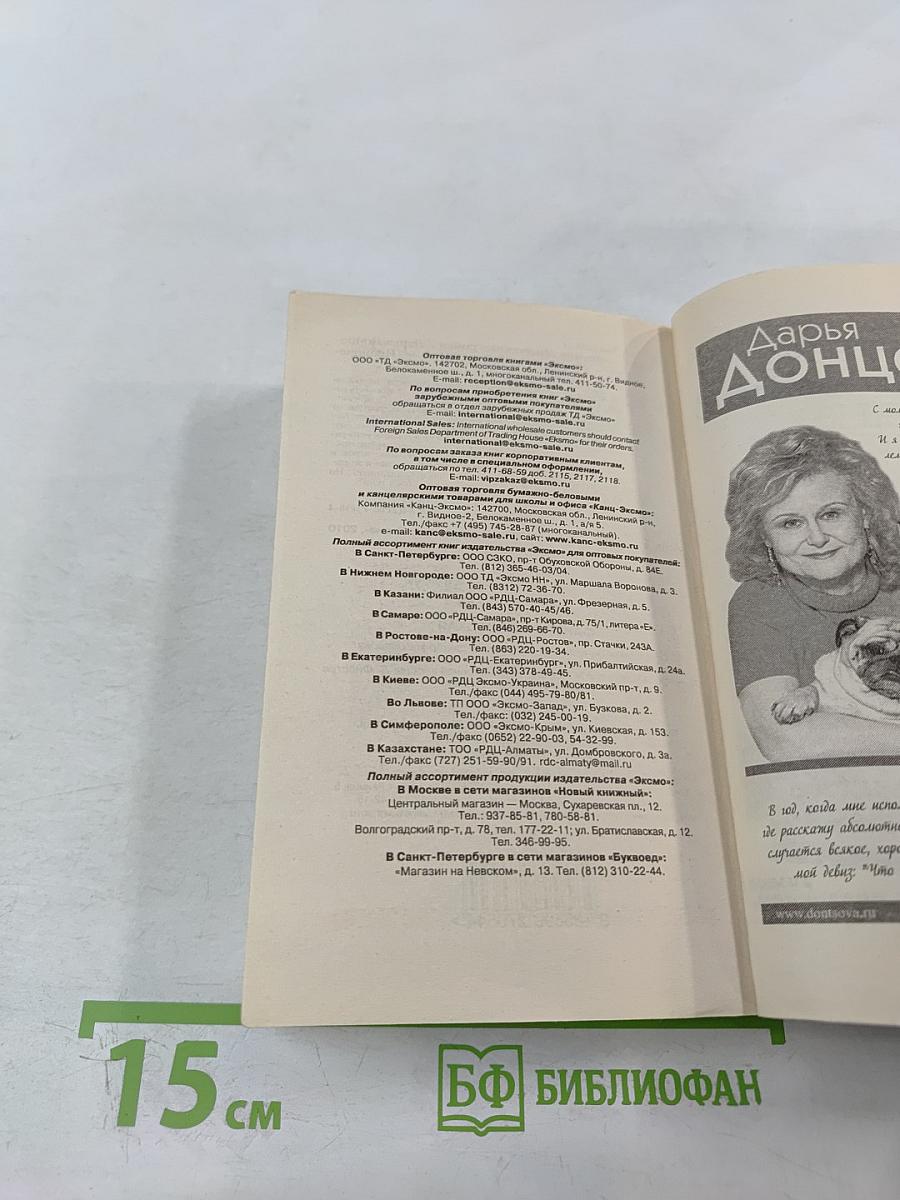 Оптовая торговля книгами «Эксмо»:
ООО «ТД «Эксмо». 142702, Московская обл., Ленинский р-н, г. Видное,
Белокаменное ш., д. 1, многоканальный тел. 411-50-74.
E-mail: reception@eksmo-sale.ru
По вопросам приобретения книг «Эксмо»
зарубежными оптовыми покупателями
обращаться в отдел зарубежных продаж ТД «Эксмо»
E-mail: international@eksmo-sale.ru
International Sales: International wholesale customers should contact
Foreign Sales Department of Trading House «Eksmo» for their orders.
international@eksmo-sale.ru
По вопросам заказа книг корпоративным клиентам,
в том числе в специальном оформлении,
обращаться по тел. 411-68-59 доб. 2115, 2117, 2118.
E-mail: vipzakaz@eksmo.ru
Оптовая торговля бумажно-беловыми
и канцелярскими товарами для школы и офиса «Канц-Эксмо»:
Компания «Канц-Эксмо»: 142700, Московская обл., Ленинский р-н,
г. Видное-2, Белокаменное ш., д. 1, а/я 5.
Тел./факс +7 (495) 745-28-87 (многоканальный).
e-mail: kanc@eksmo-sale.ru, сайт: www.kanc-eksmo.ru
Полный ассортимент книг издательства «Эксмо» для оптовых покупателей:
В Санкт-Петербурге: ООО СЗКО, пр-т Обуховской Обороны, д. 84Е.
Тел. (812) 365-46-03/04.
В Нижнем Новгороде: ООО ТД «Эксмо НН», ул. Маршала Воронова, д. 3.
Тел. (8312) 72-36-70.
В Казани: Филиал ООО «РДЦ-Самара», ул. Фрезерная, д. 5.
Тел. (843) 570-40-45/46.
В Самаре: ООО «РДЦ-Самара», пр-т Кирова, д. 75/1, литера «Е».
Тел. (846) 269-66-70.
В Ростове-на-Дону: ООО «РДЦ-Ростов», пр. Стачки, 243А.
Тел. (863) 220-19-34.
В Екатеринбурге: ООО «РДЦ-Екатеринбург», ул. Прибалтийская, д. 24а.
Тел. (343) 378-49-45.
В Киеве: ООО «РДЦ Эксмо-Украина», Московский пр-т, д. 9.
Тел./факс (044) 495-79-80/81.
Во Львове: ТП ООО «Эксмо-Запад», ул. Бузкова, д. 2.
Тел./факс: (032) 245-00-19.
В Симферополе: ООО «Эксмо-Крым», ул. Киевская, д. 153.
Тел./факс (0652) 22-90-03, 54-32-99.
В Казахстане: ТОО «РДЦ-Алматы», ул. Домбровского, д. 3а.
Тел./факс (727) 251-59-90/91. rdc-almaty@mail.ru
Полный ассортимент продукции издательства «Эксмо»:
В Москве в сети магазинов «Новый книжный»:
Центральный магазин — Москва, Сухаревская пл., 12.
Тел.: 937-85-81, 780-58-81.
Волгоградский пр-т, д. 78, тел. 177-22-11; ул. Братиславская, д. 12.
Тел. 346-99-95.
В Санкт-Петербурге в сети магазинов «Буквоед»:
«Магазин на Невском», д. 13. Тел. (812) 310-22-44.
Дарья
Донцо
С мо
И я
В год, когда мне испол
где расскажу абсолютн
случается всякое, хоро
мой девиз: "Что
www.dontsova.ru
15 см
БФ БИБЛИОФАН